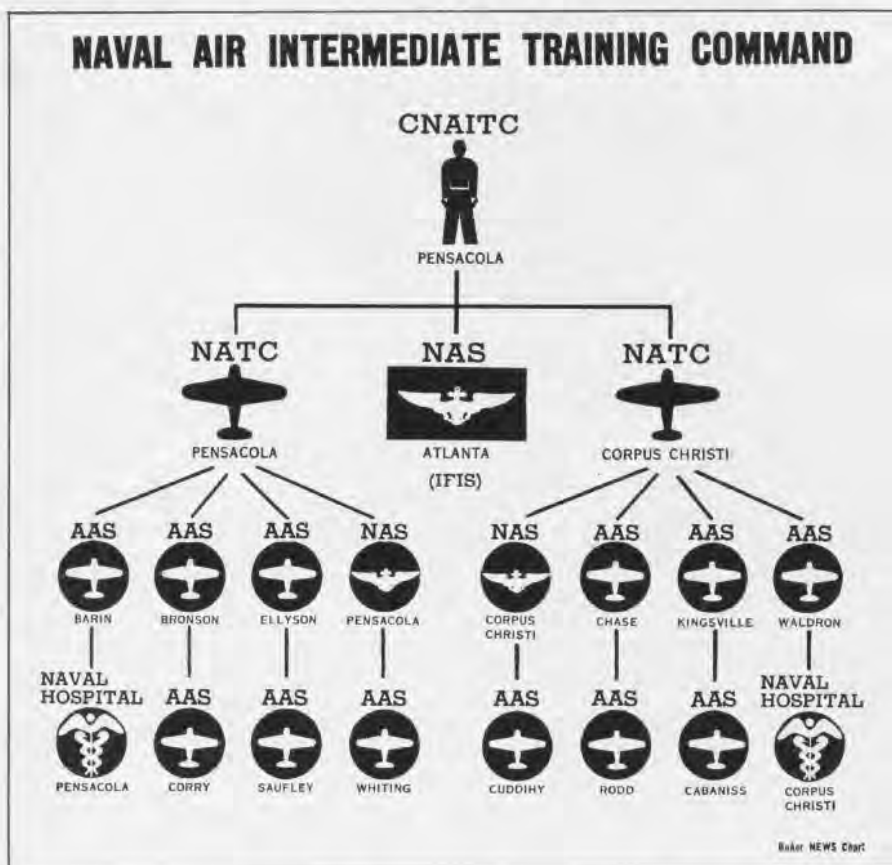 NAVAL AIR INTERMEDIATE TRAINING COMMAND
CNAITC
PENSACOLA
NATC
PENSACOLA
NAS
ATLANTA
(IFIS)
NATC
CORPUS CHRISTI
AAS
BARIN
AAS
BRONSON
AAS
ELLYSON
NAS
PENSACOLA
NAS
CORPUS
CHRISTI
AAS
CHASE
AAS
KINGSVILLE
AAS
WALDRON
NAVAL
HOSPITAL
PENSACOLA
AAS
CORRY
AAS
SAUFLEY
AAS
WHITING
AAS
CUDDIHY
AAS
RODD
AAS
CABANISS
NAVAL
HOSPITAL
CORPUS
CHRISTI
BuAer NEWS Chart